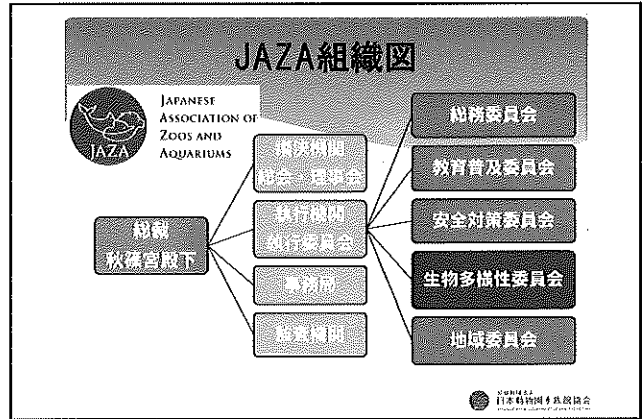 JAZA組織図
JAPANESE
ASSOCIATION OF
ZOOS AND
AQUARIUMS
JAZA
総裁
秋篠宮殿下
総会・理事会
執行機関
執行委員会
事務局
監査機関
総務委員会
教育普及委員会
安全対策委員会
生物多様性委員会
地域委員会
日本動物園水族館協会